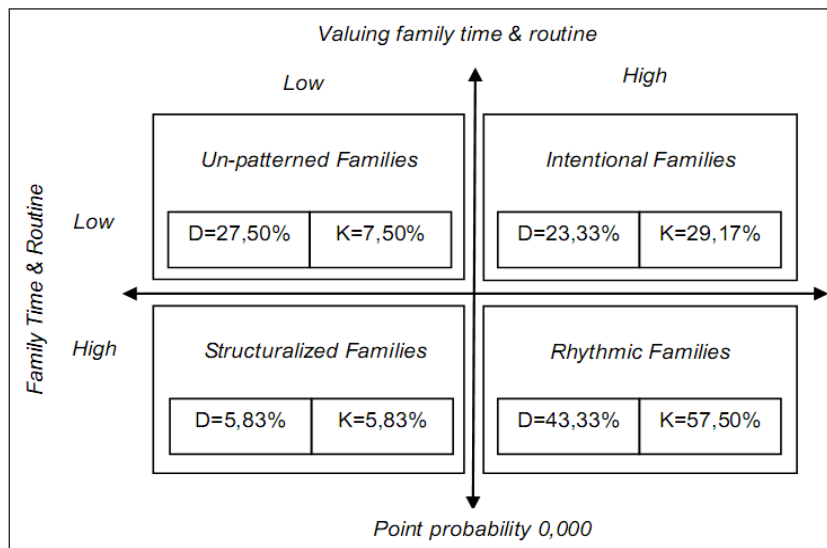 Valuing family time & routine
Low
High
Family Time & Routine
Un-patterned Families
Intentional Families
Low
D=27,50%
K=7,50%
D=23,33%
K=29,17%
High
Structuralized Families
Rhythmic Families
D=5,83%
K=5,83%
D=43,33%
K=57,50%
Point probability 0,000